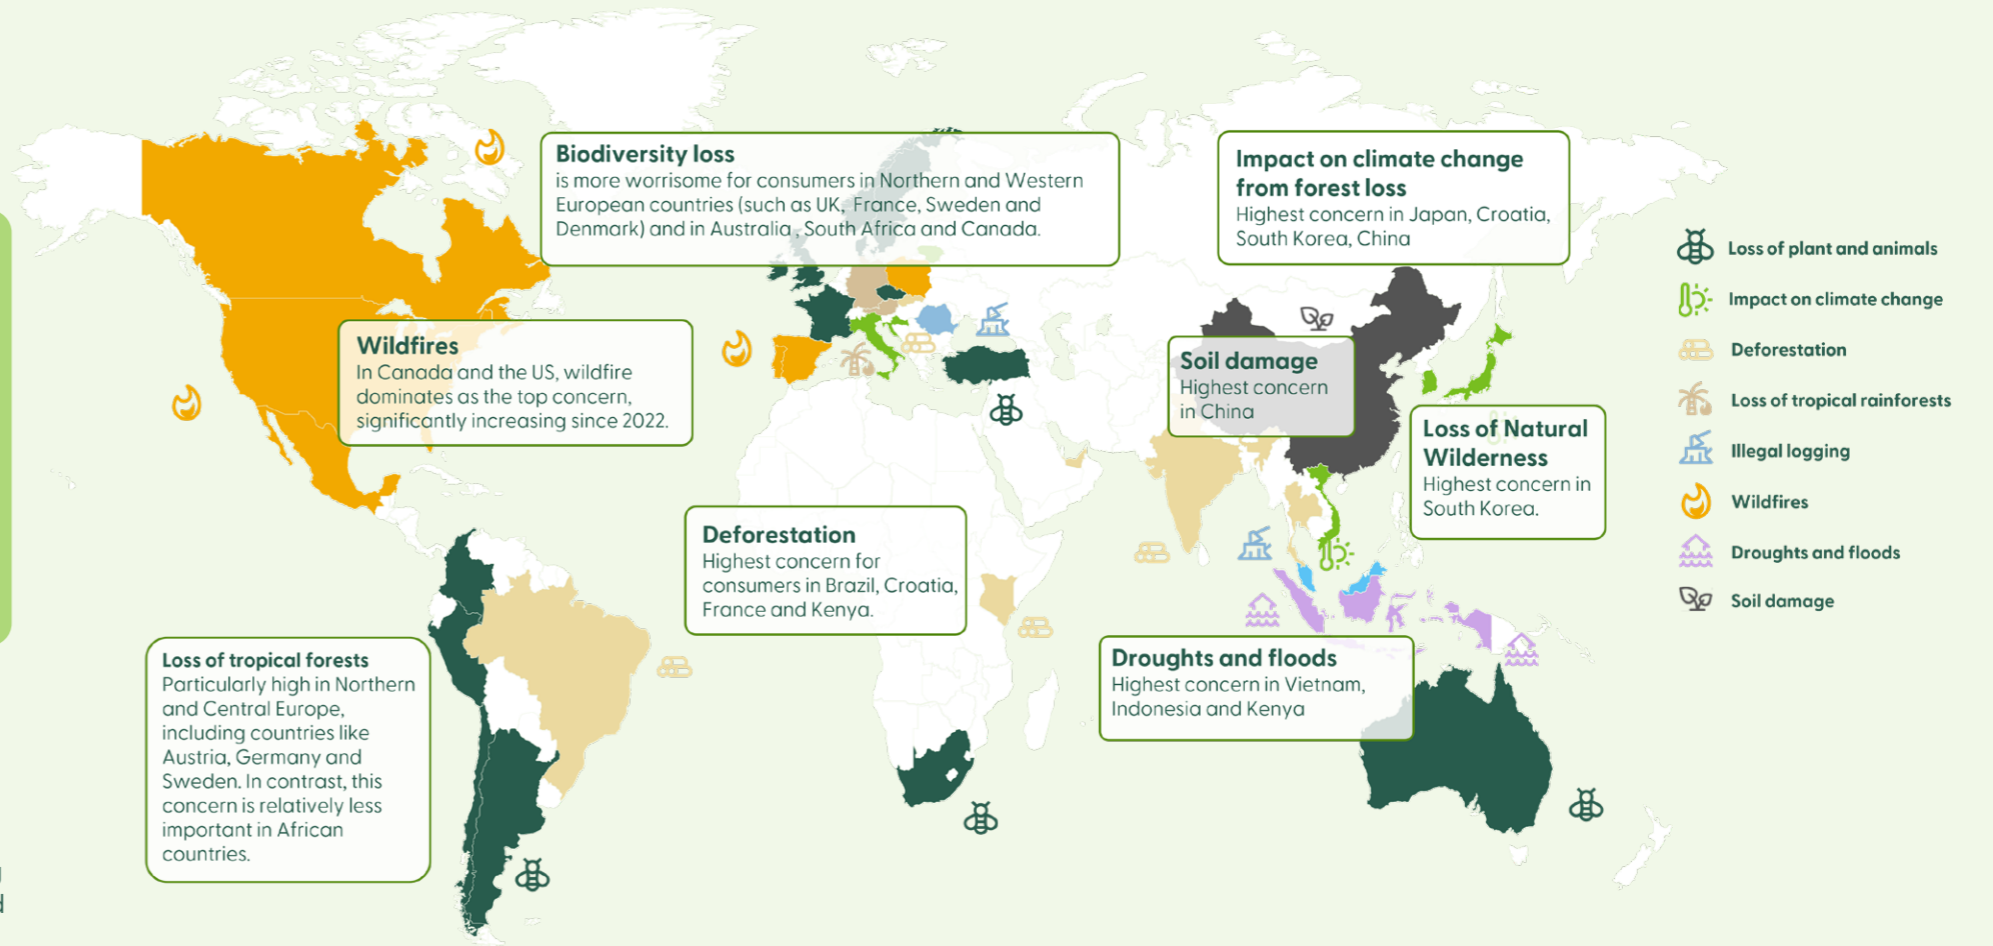 Biodiversity loss
is more worrisome for consumers in Northern and Western
European countries (such as UK, France, Sweden and
Denmark) and in Australia , South Africa and Canada.
Impact on climate change
from forest loss
Highest concern in Japan, Croatia,
South Korea, China
Wildfires
In Canada and the US, wildfire
dominates as the top concern,
significantly increasing since 2022.
Soil damage
Highest concern
in China
Loss of Natural
Wilderness
Highest concern in
South Korea.
Deforestation
Highest concern for
consumers in Brazil, Croatia,
France and Kenya.
Loss of tropical forests
Particularly high in Northern
and Central Europe,
including countries like
Austria, Germany and
Sweden. In contrast, this
concern is relatively less
important in African
countries.
Droughts and floods
Highest concern in Vietnam,
Indonesia and Kenya
Loss of plant and animals
Impact on climate change
Deforestation
Loss of tropical rainforests
Illegal logging
Wildfires
Droughts and floods
Soil damage